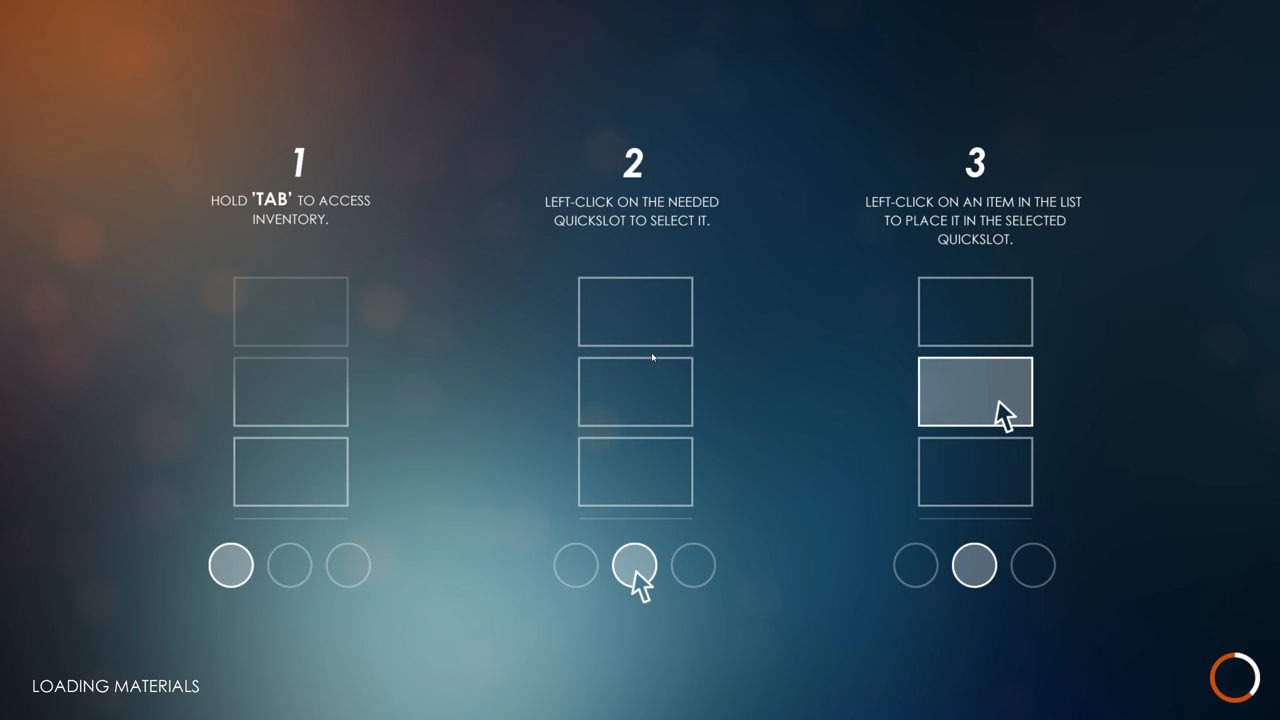 1
HOLD 'TAB' TO ACCESS
INVENTORY.
2
LEFT-CLICK ON THE NEEDED
QUICKSLOT TO SELECT IT.
3
LEFT-CLICK ON AN ITEM IN THE LIST
TO PLACE IT IN THE SELECTED
QUICKSLOT.
LOADING MATERIALS